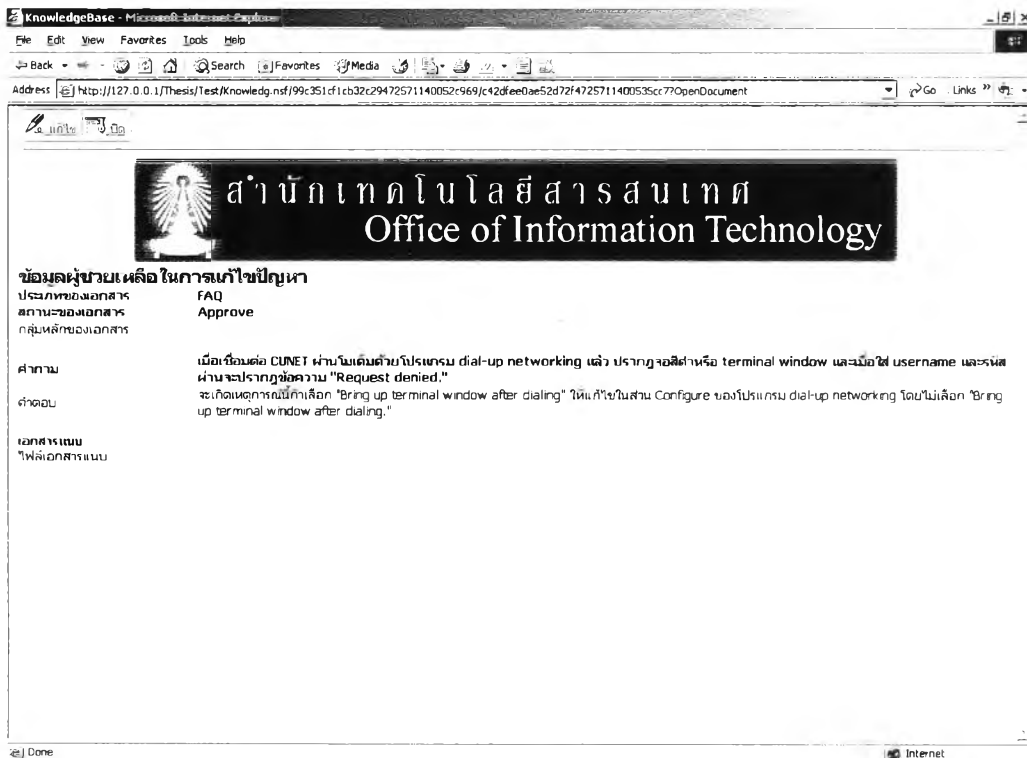 KnowledgeBase - Microsoft Internet Explorer
File Edit View Favorites Tools Help
Back Search Favorites Media
Address http://127.0.0.1/Thesis/Test/Knowledg.nsf/99c351cf1cb32c29472571140052c969/c42dfee0ae52d72f4725711400535cc7?OpenDocument Go Links »
แก้ไข ปิด
สำนักเทคโนโลยีสารสนเทศ
Office of Information Technology
ข้อมูลผู้ช่วยเหลือในการแก้ไขปัญหา
ประเภทของเอกสาร FAQ
สถานะของเอกสาร Approve
กลุ่มหลักของเอกสาร
คำถาม เมื่อเชื่อมต่อ CUNET ผ่านโมเด็มด้วยโปรแกรม dial-up networking แล้ว ปรากฏจอสีดำหรือ terminal window และเมื่อใส่ username และรหัส
ผ่านจะปรากฏข้อความ "Request denied."
คำตอบ จะเกิดเหตุการณ์นี้ถ้าเลือก "Bring up terminal window after dialing" ให้แก้ไขในส่วน Configure ของโปรแกรม dial-up networking โดยไม่เลือก "Bring
up terminal window after dialing."
เอกสารแนบ
ไฟล์เอกสารแนบ
Done Internet